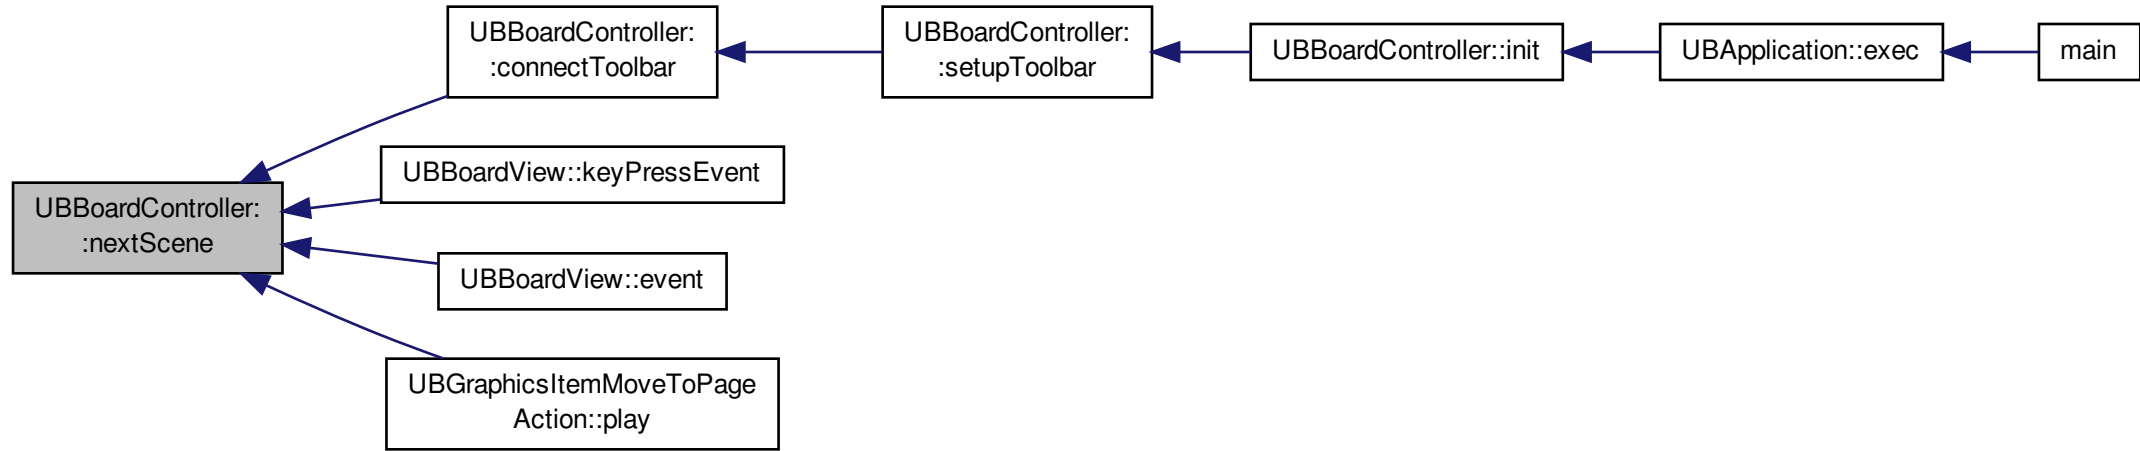 UBBoardController:
:connectToolbar
UBBoardController:
:setupToolbar
UBBoardController::init
UBApplication::exec
main
UBBoardView::keyPressEvent
UBBoardController:
:nextScene
UBBoardView::event
UBGraphicsItemMoveToPage
Action::play